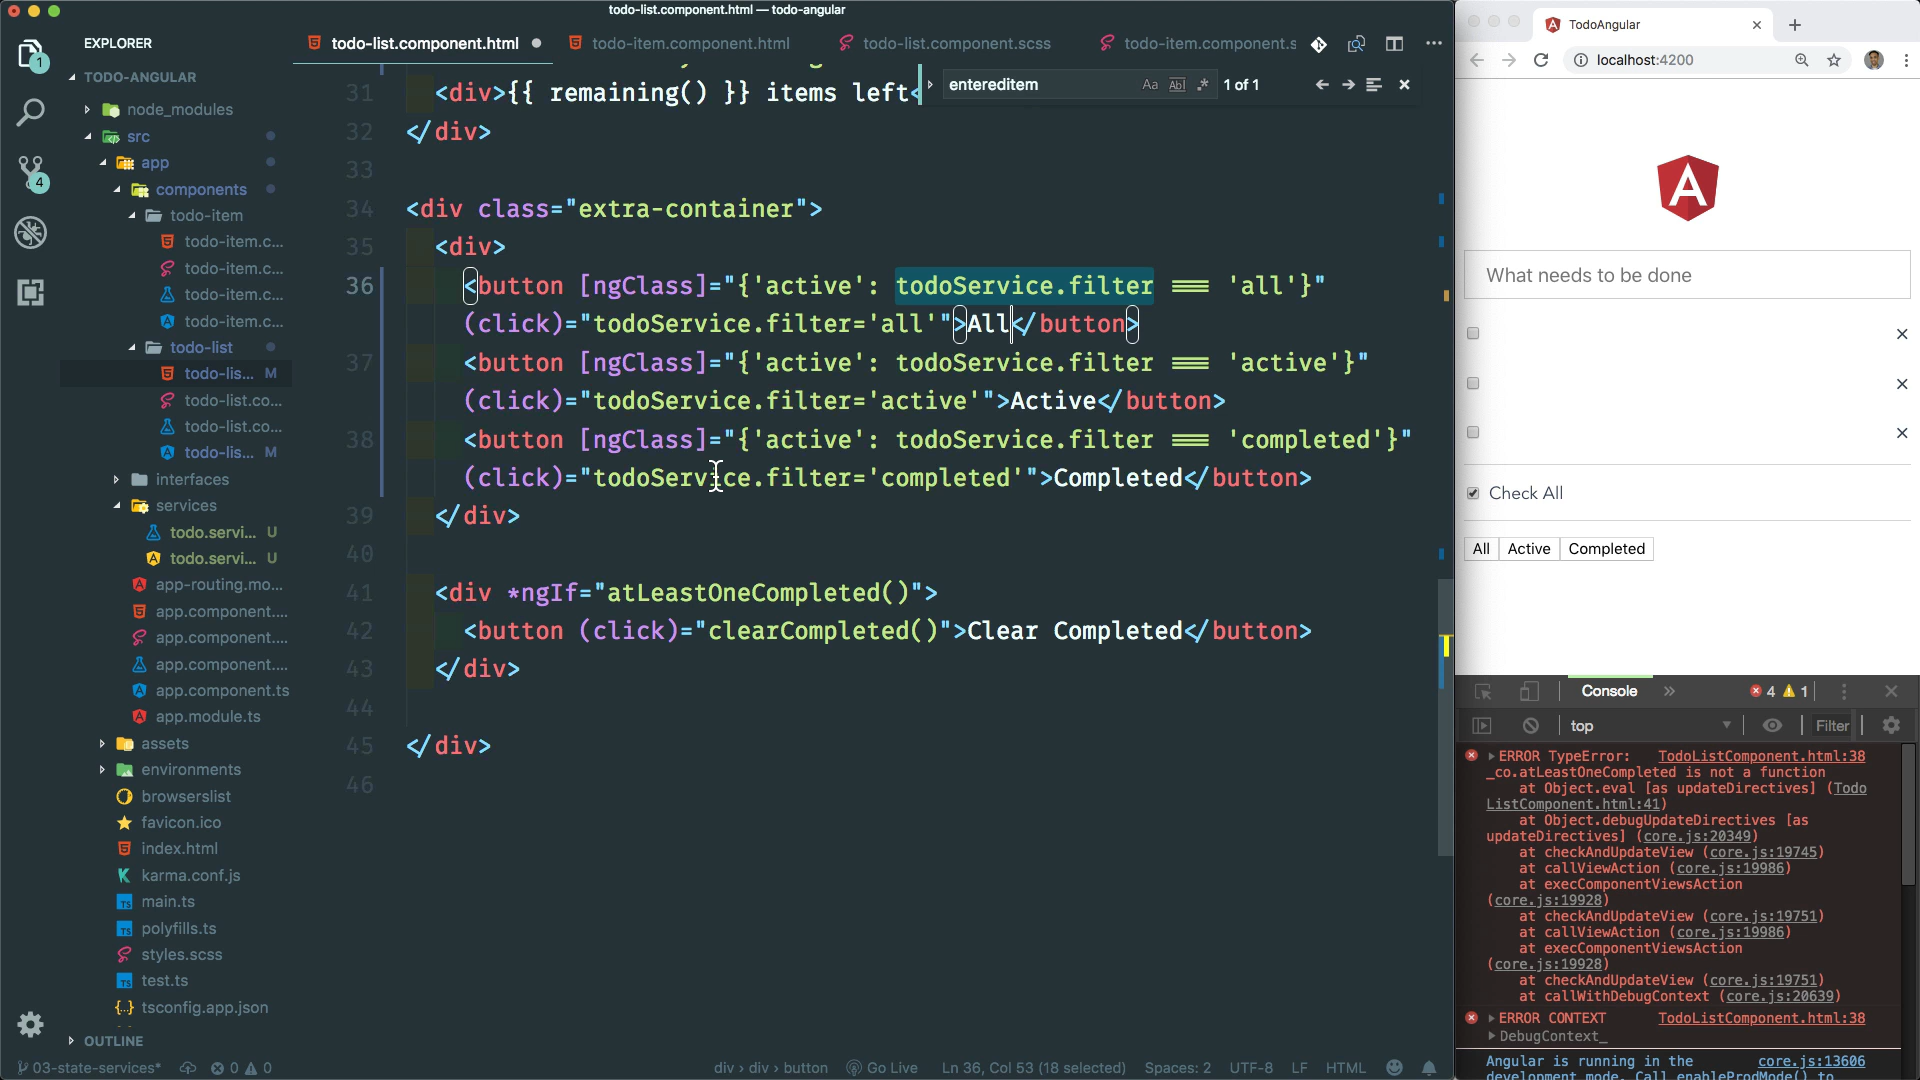 todo-list.component.html — todo-angular
EXPLORER
TODO-ANGULAR
node_modules
src
app
components
todo-item
todo-item.c...
todo-item.c...
todo-item.c...
todo-item.c...
todo-list
todo-lis... M
todo-list.co...
todo-list.co...
todo-lis... M
interfaces
services
todo.servi... U
todo.servi... U
app-routing.mo...
app.component....
app.component....
app.component....
app.component.ts
app.module.ts
assets
environments
browserslist
favicon.ico
index.html
karma.conf.js
main.ts
polyfills.ts
styles.scss
test.ts
tsconfig.app.json
OUTLINE
1
4
todo-list.component.html
todo-item.component.html
todo-list.component.scss
todo-item.component.s
entereditem Aa Abl .* 1 of 1
31 <div>{{ remaining() }} items left<
32 </div>
33
34 <div class="extra-container">
35 <div>
36 <button [ngClass]="{'active': todoService.filter === 'all'}"
(click)="todoService.filter='all'">All</button>
37 <button [ngClass]="{'active': todoService.filter === 'active'}"
(click)="todoService.filter='active'">Active</button>
38 <button [ngClass]="{'active': todoService.filter === 'completed'}"
(click)="todoService.filter='completed'">Completed</button>
39 </div>
40
41 <div *ngIf="atLeastOneCompleted()">
42 <button (click)="clearCompleted()">Clear Completed</button>
43 </div>
44
45 </div>
46
03-state-services* 0 0 div › div › button Go Live Ln 36, Col 53 (18 selected) Spaces: 2 UTF-8 LF HTML
TodoAngular
localhost:4200
What needs to be done
Check All
All Active Completed
Console » 4 1
top Filter
ERROR TypeError: TodoListComponent.html:38
_co.atLeastOneCompleted is not a function
at Object.eval [as updateDirectives] (Todo
ListComponent.html:41)
at Object.debugUpdateDirectives [as
updateDirectives] (core.js:20349)
at checkAndUpdateView (core.js:19745)
at callViewAction (core.js:19986)
at execComponentViewsAction
(core.js:19928)
at checkAndUpdateView (core.js:19751)
at callViewAction (core.js:19986)
at execComponentViewsAction
(core.js:19928)
at checkAndUpdateView (core.js:19751)
at callWithDebugContext (core.js:20639)
ERROR CONTEXT TodoListComponent.html:38
DebugContext_
Angular is running in the core.js:13606
development mode. Call enableProdMode() to